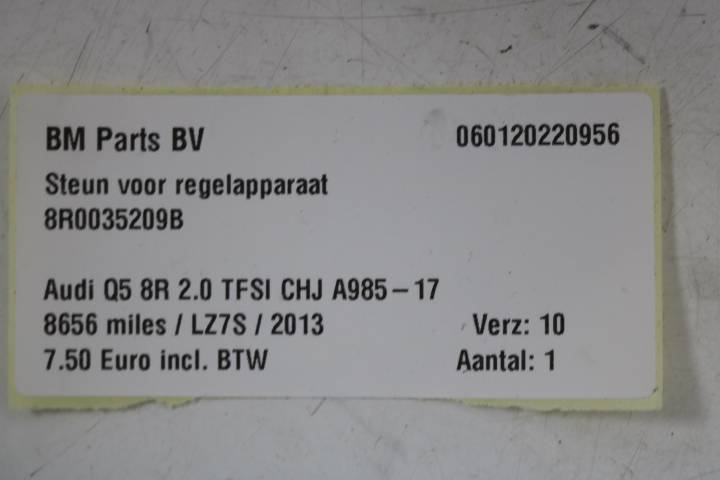 BM Parts BV 060120220956
Steun voor regelapparaat
8R0035209B
Audi Q5 8R 2.0 TFSI CHJ A985-17
8656 miles / LZ7S / 2013 Verz: 10
7.50 Euro incl. BTW Aantal: 1